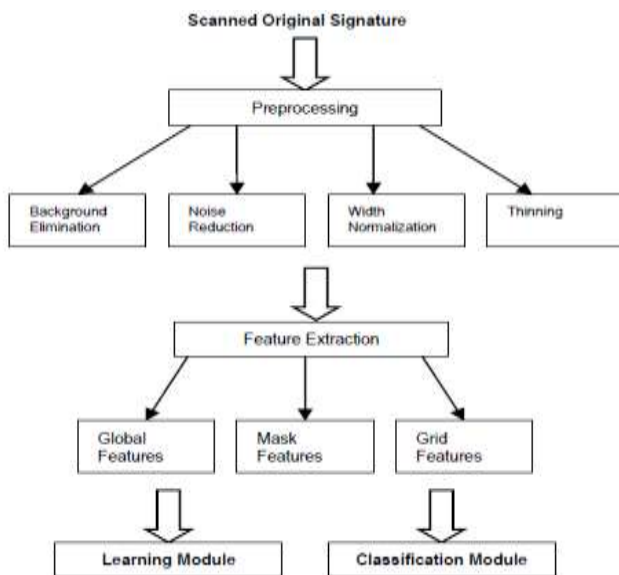 Scanned Original Signature
Preprocessing
Background
Elimination
Noise
Reduction
Width
Normalization
Thinning
Feature Extraction
Global
Features
Mask
Features
Grid
Features
Learning Module
Classification Module